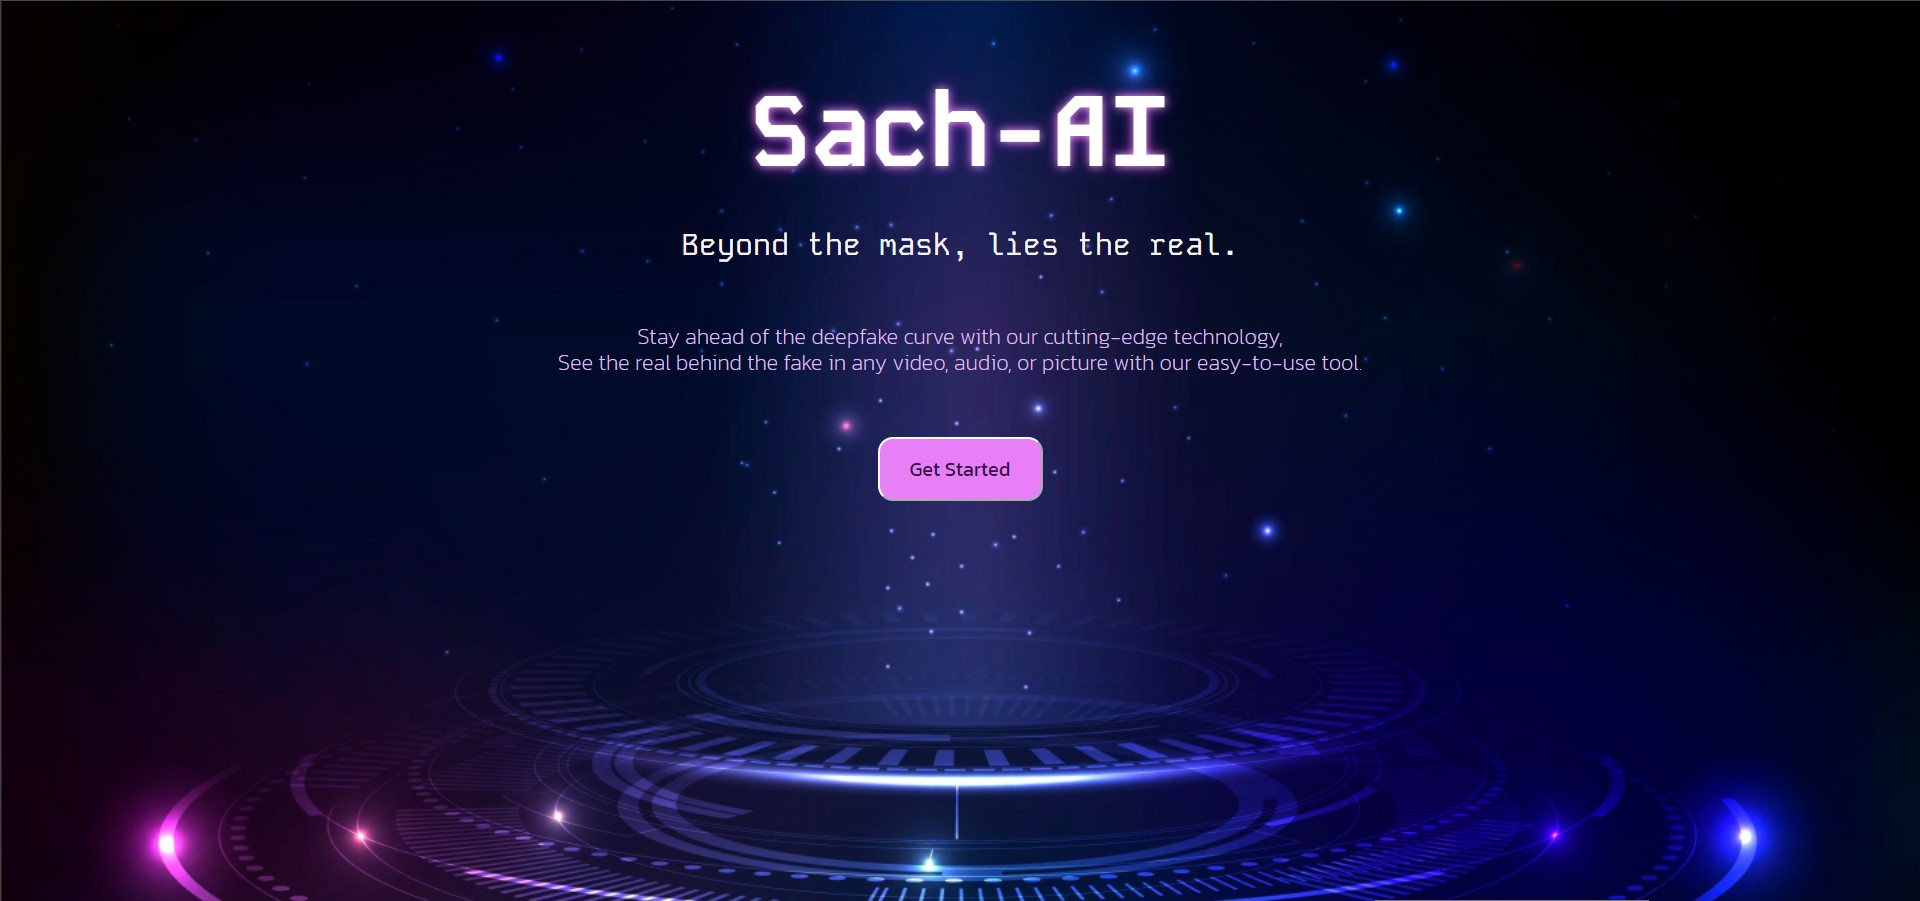 Sach-AI
Beyond the mask, lies the real.
Stay ahead of the deepfake curve with our cutting-edge technology,
See the real behind the fake in any video, audio, or picture with our easy-to-use tool.
Get Started